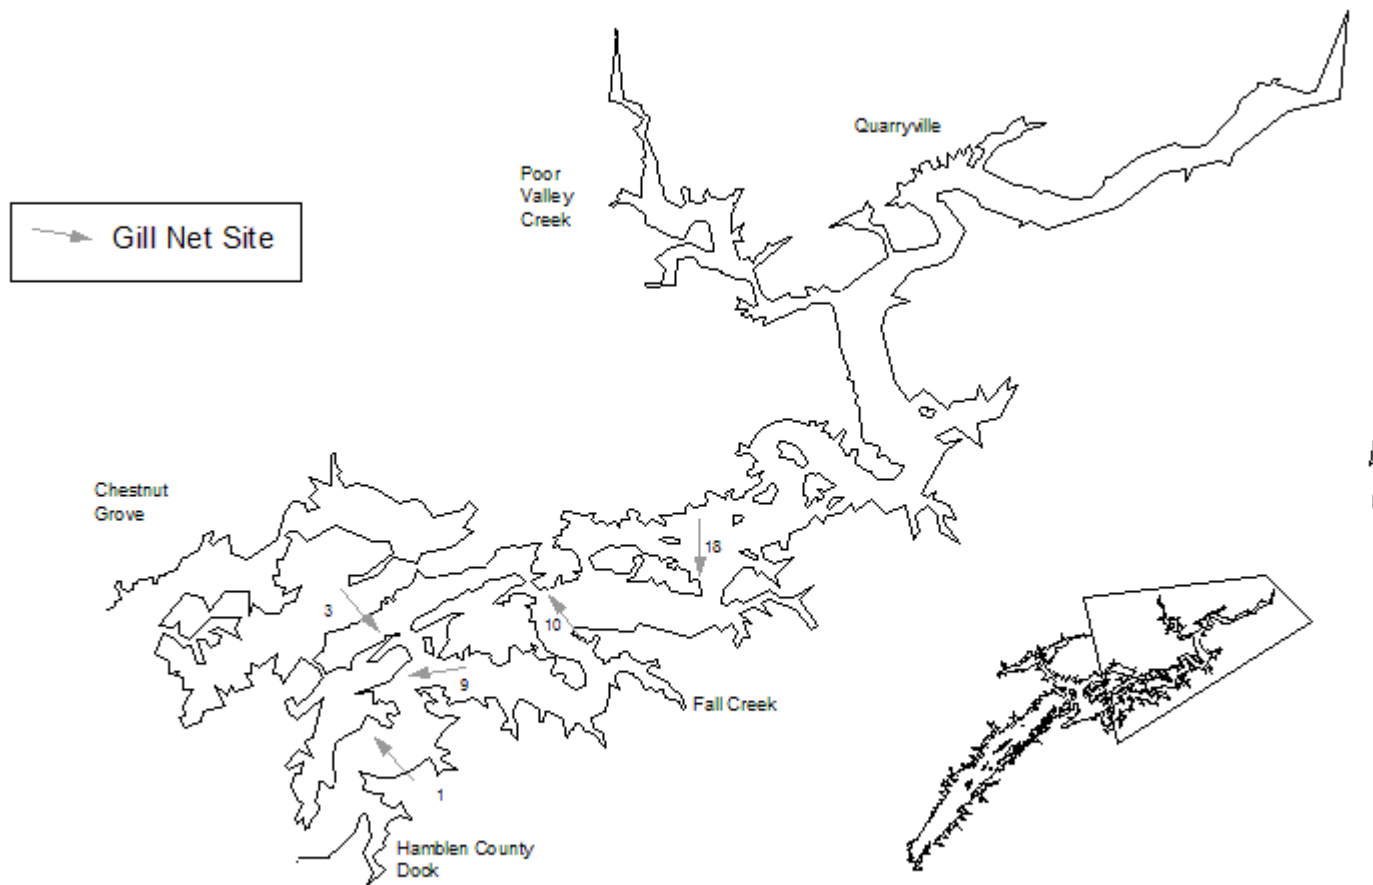 Quarryville
Poor
Valley
Creek
Gill Net Site
Chestnut
Grove
18
3
10
9
Fall Creek
1
Hamblen County
Dock